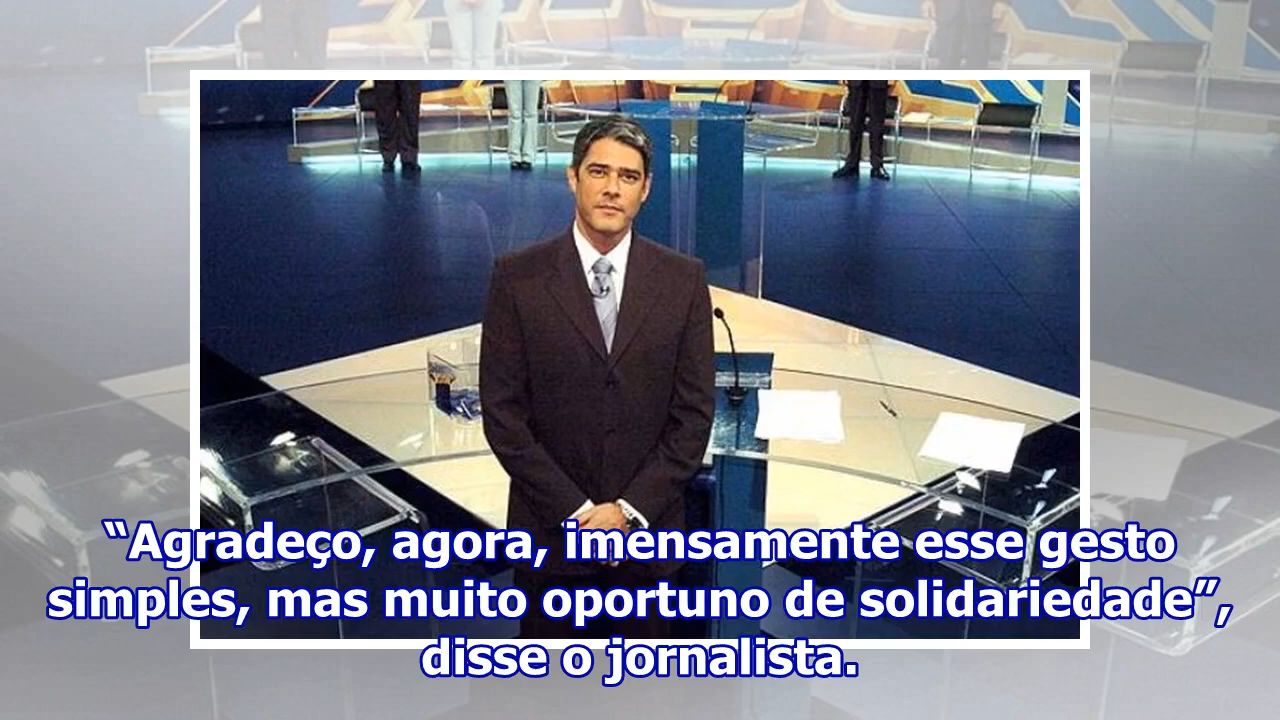 “Agradeço, agora, imensamente esse gesto
simples, mas muito oportuno de solidariedade”,
disse o jornalista.